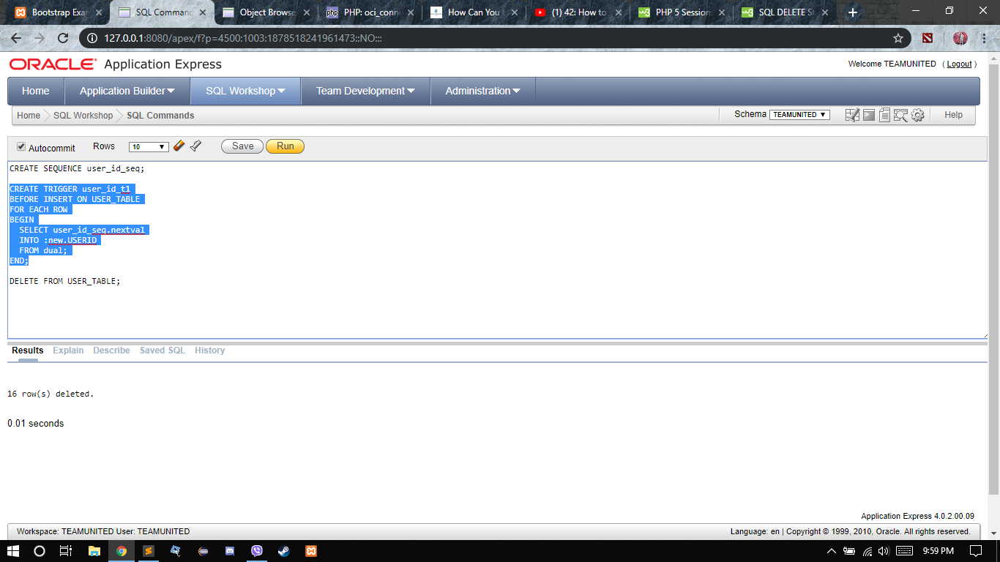 Bootstrap Exa
SQL Comman
Object Browse
php PHP: oci_conn
How Can You
(1) 42: How to
PHP 5 Session
SQL DELETE S
127.0.0.1:8080/apex/f?p=4500:1003:1878518241961473::NO:::
ORACLE Application Express
Welcome TEAMUNITED ( Logout )
Home
Application Builder
SQL Workshop
Team Development
Administration
Home SQL Workshop SQL Commands
Schema TEAMUNITED
Help
Autocommit Rows 10 Save Run
CREATE SEQUENCE user_id_seq;
CREATE TRIGGER user_id_t1
BEFORE INSERT ON USER_TABLE
FOR EACH ROW
BEGIN
SELECT user_id_seq.nextval
INTO :new.USERID
FROM dual;
END;
DELETE FROM USER_TABLE;
Results Explain Describe Saved SQL History
16 row(s) deleted.
0.01 seconds
Application Express 4.0.2.00.09
Workspace: TEAMUNITED User: TEAMUNITED
Language: en | Copyright © 1999, 2010, Oracle. All rights reserved.
9:59 PM